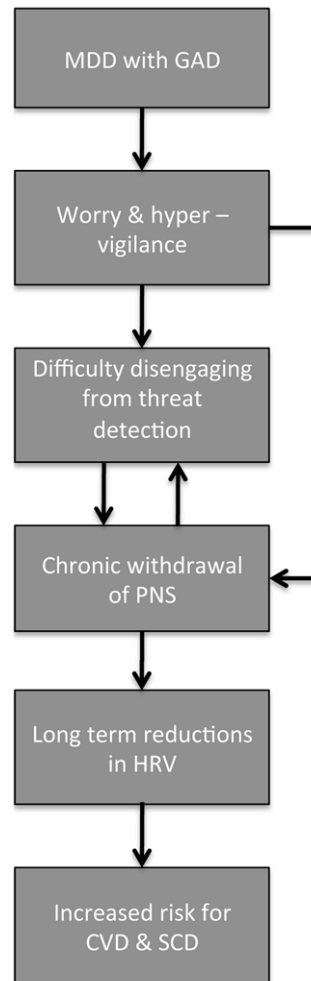 MDD with GAD
Worry & hyper –
vigilance
Difficulty disengaging
from threat
detection
Chronic withdrawal
of PNS
Long term reductions
in HRV
Increased risk for
CVD & SCD